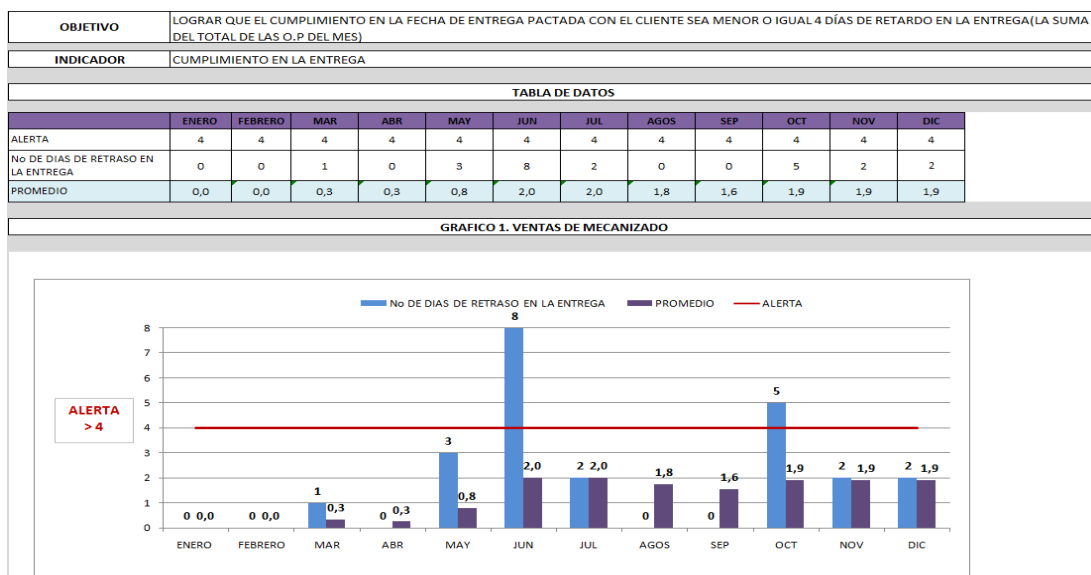 OBJETIVO
LOGRAR QUE EL CUMPLIMIENTO EN LA FECHA DE ENTREGA PACTADA CON EL CLIENTE SEA MENOR O IGUAL 4 DÍAS DE RETARDO EN LA ENTREGA(LA SUMA
DEL TOTAL DE LAS O.P DEL MES)
INDICADOR CUMPLIMIENTO EN LA ENTREGA
TABLA DE DATOS
ENERO FEBRERO MAR ABR MAY JUN JUL AGOS SEP OCT NOV DIC
ALERTA 4 4 4 4 4 4 4 4 4 4 4 4
No DE DIAS DE RETRASO EN
LA ENTREGA
0 0 1 0 3 8 2 0 0 5 2 2
PROMEDIO 0,0 0,0 0,3 0,3 0,8 2,0 2,0 1,8 1,6 1,9 1,9 1,9
GRAFICO 1. VENTAS DE MECANIZADO
No DE DIAS DE RETRASO EN LA ENTREGA PROMEDIO ALERTA
8
8
7
6
5 5
ALERTA
> 4
4
3 3
2 2,0 2 2,0 1,8 1,6 1,9 2 1,9 2 1,9
1 1 0,3 0,3 0,8
0 0 0,0 0 0,0 0 0 0
ENERO FEBRERO MAR ABR MAY JUN JUL AGOS SEP OCT NOV DIC